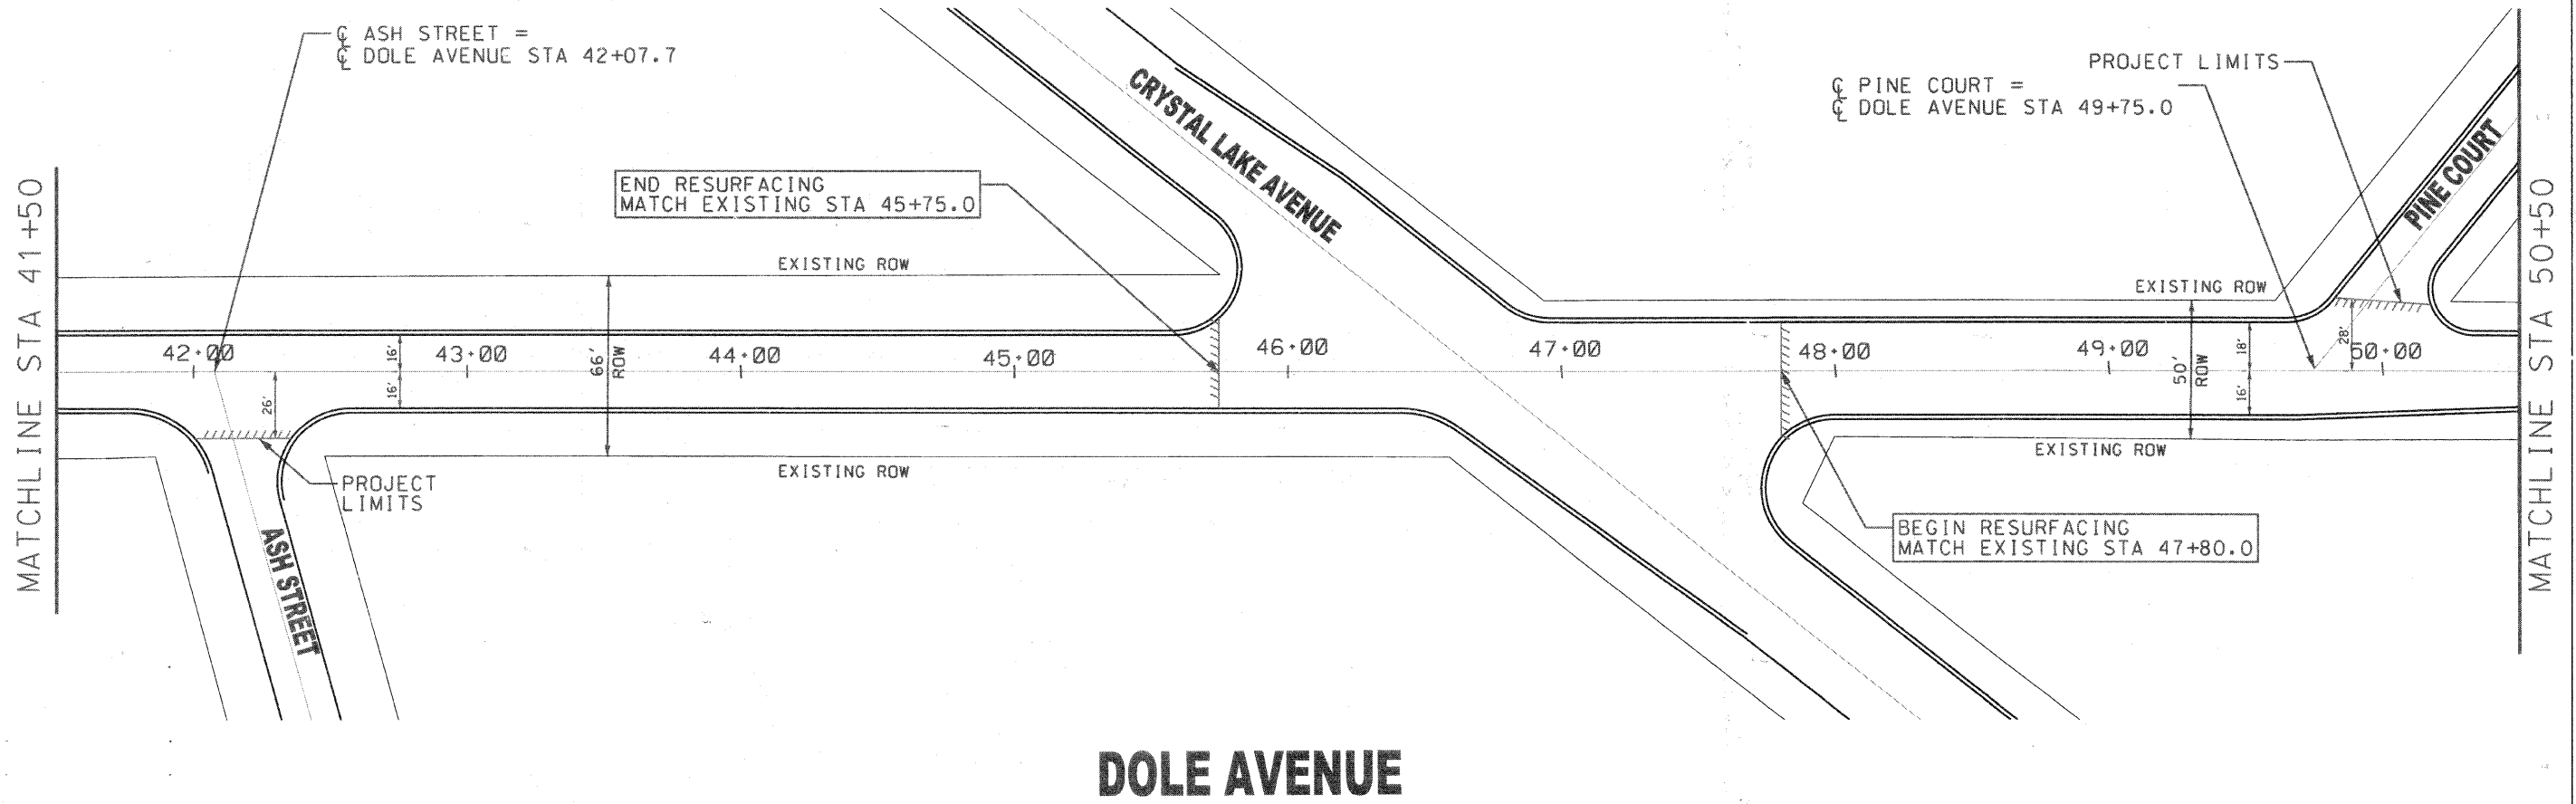 ℄ ASH STREET =
℄ DOLE AVENUE STA 42+07.7
PROJECT LIMITS
℄ PINE COURT =
℄ DOLE AVENUE STA 49+75.0
CRYSTAL LAKE AVENUE
PINE COURT
END RESURFACING
MATCH EXISTING STA 45+75.0
MATCHLINE STA 41+50
MATCHLINE STA 50+50
EXISTING ROW
EXISTING ROW
42+00
43+00
44+00
45+00
46+00
47+00
48+00
49+00
50+00
16'
16'
26'
66'
ROW
50'
ROW
18'
16'
28'
EXISTING ROW
EXISTING ROW
PROJECT
LIMITS
ASH STREET
BEGIN RESURFACING
MATCH EXISTING STA 47+80.0
DOLE AVENUE